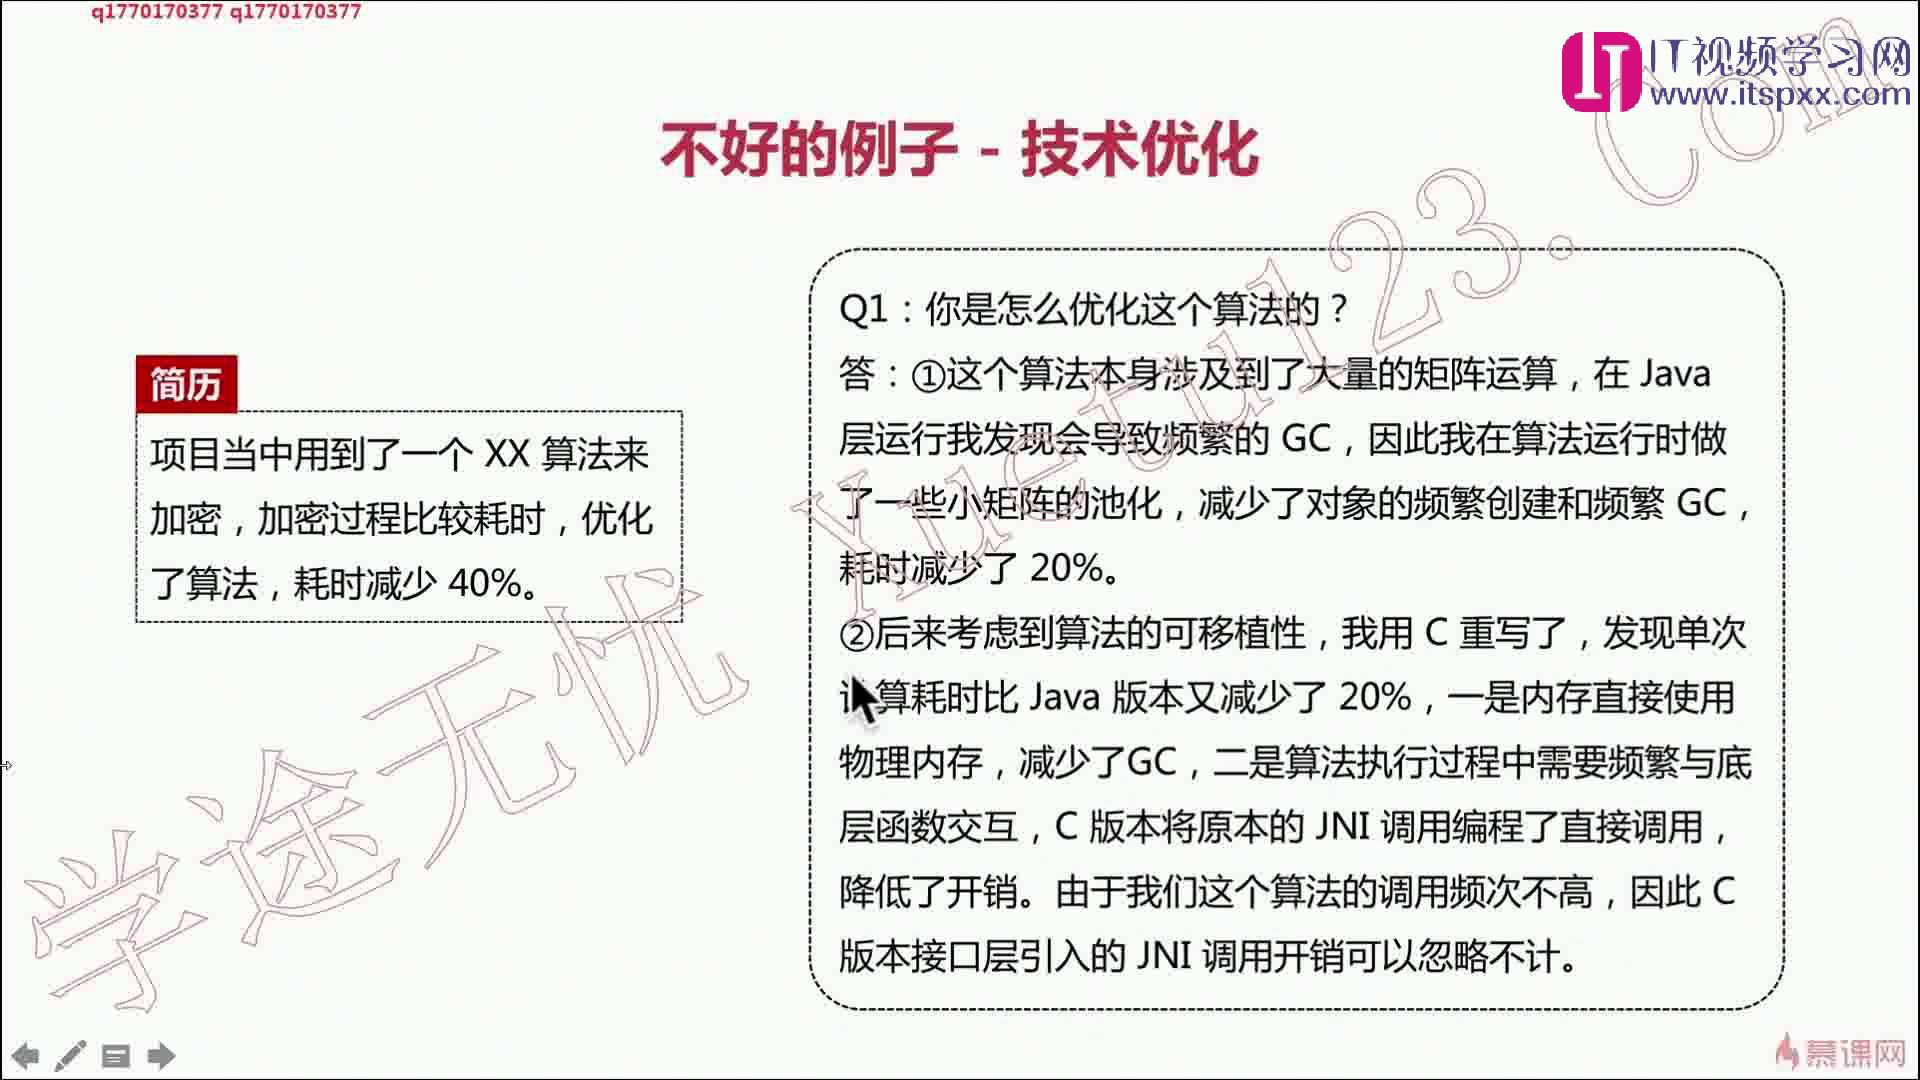 q1770170377 q1770170377
IT视频学习网
www.itspxx.com
不好的例子 - 技术优化
简历
项目当中用到了一个 XX 算法来
加密，加密过程比较耗时，优化
了算法，耗时减少 40%。
Q1：你是怎么优化这个算法的？
答：①这个算法本身涉及到了大量的矩阵运算，在 Java
层运行我发现会导致频繁的 GC，因此我在算法运行时做
了一些小矩阵的池化，减少了对象的频繁创建和频繁 GC，
耗时减少了 20%。
②后来考虑到算法的可移植性，我用 C 重写了，发现单次
计算耗时比 Java 版本又减少了 20%，一是内存直接使用
物理内存，减少了GC，二是算法执行过程中需要频繁与底
层函数交互，C 版本将原本的 JNI 调用编程了直接调用，
降低了开销。由于我们这个算法的调用频次不高，因此 C
版本接口层引入的 JNI 调用开销可以忽略不计。
学途无忧 Xuetu123.Com
慕课网